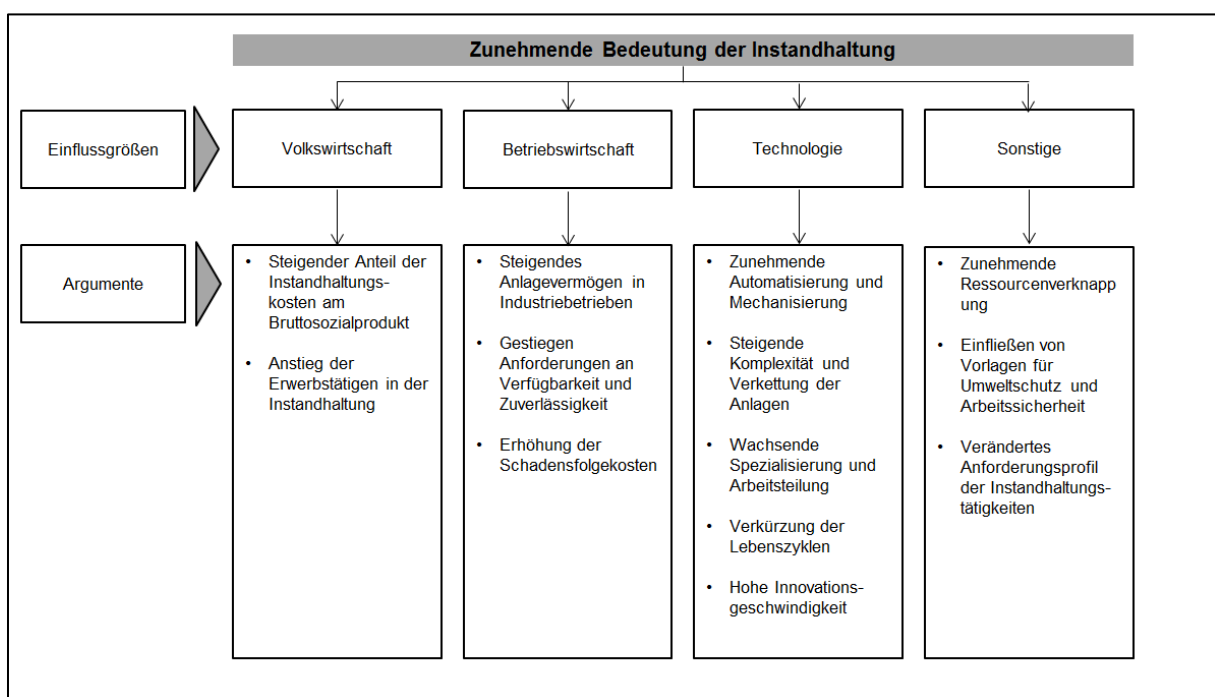 Zunehmende Bedeutung der Instandhaltung
Einflussgrößen
Volkswirtschaft
Betriebswirtschaft
Technologie
Sonstige
Argumente
• Steigender Anteil der
Instandhaltungs-
kosten am
Bruttosozialprodukt
• Anstieg der
Erwerbstätigen in der
Instandhaltung
• Steigendes
Anlagevermögen in
Industriebetrieben
• Gestiegen
Anforderungen an
Verfügbarkeit und
Zuverlässigkeit
• Erhöhung der
Schadensfolgekosten
• Zunehmende
Automatisierung und
Mechanisierung
• Steigende
Komplexität und
Verkettung der
Anlagen
• Wachsende
Spezialisierung und
Arbeitsteilung
• Verkürzung der
Lebenszyklen
• Hohe Innovations-
geschwindigkeit
• Zunehmende
Ressourcenverknapp
ung
• Einfließen von
Vorlagen für
Umweltschutz und
Arbeitssicherheit
• Verändertes
Anforderungsprofil
der Instandhaltungs-
tätigkeiten